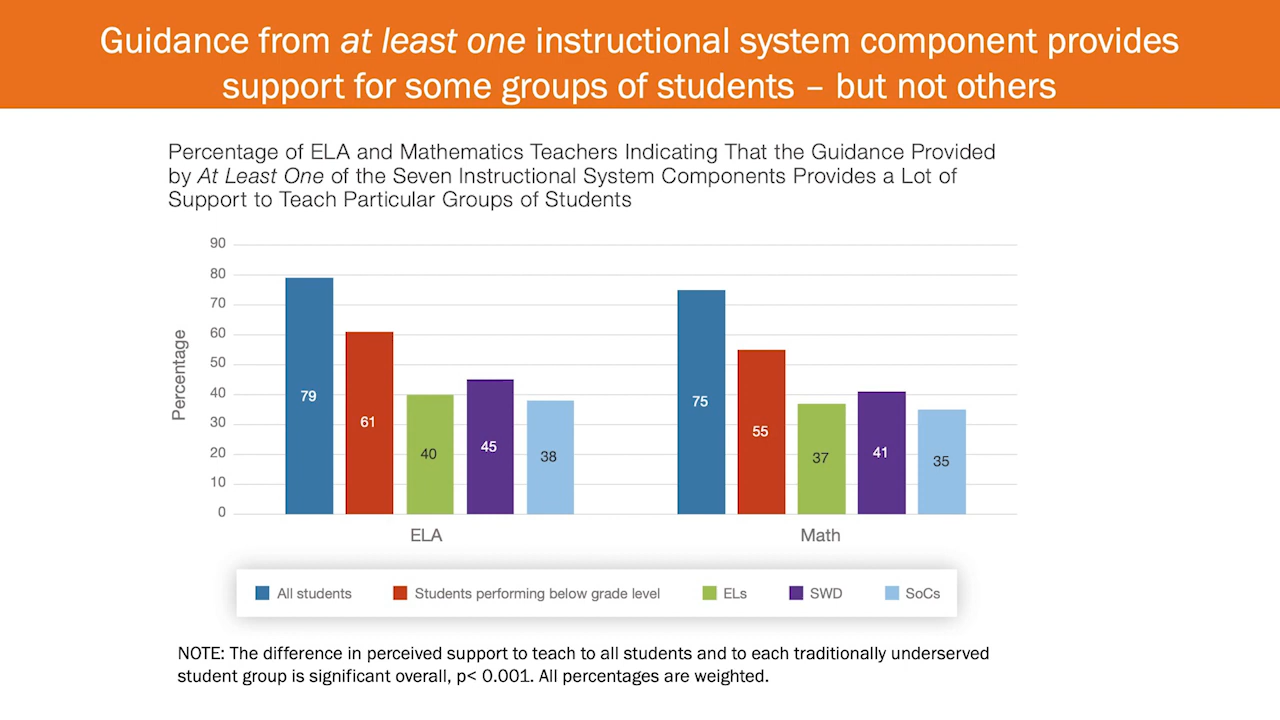 Guidance from at least one instructional system component provides
support for some groups of students – but not others
Percentage of ELA and Mathematics Teachers Indicating That the Guidance Provided
by At Least One of the Seven Instructional System Components Provides a Lot of
Support to Teach Particular Groups of Students
Percentage
90
80
70
60
50
40
30
20
10
0
79
61
40
45
38
75
55
37
41
35
ELA
Math
All students
Students performing below grade level
ELs
SWD
SoCs
NOTE: The difference in perceived support to teach to all students and to each traditionally underserved
student group is significant overall, p< 0.001. All percentages are weighted.